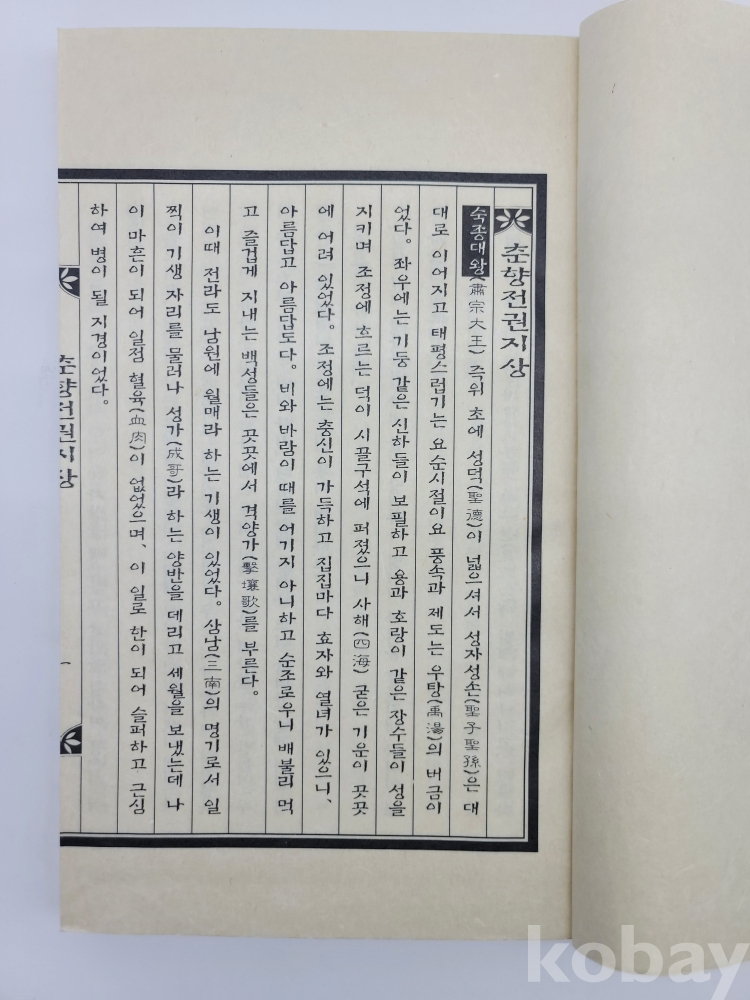 춘향전권지상
숙종대왕(肅宗大王) 즉위 초에 성덕(聖德)이 넓으셔서 성자성손(聖子聖孫)은 대
대로 이어지고 태평스럽기는 요순시절이요 풍속과 제도는 우탕(禹湯)의 버금이
었다. 좌우에는 기둥 같은 신하들이 보필하고 용과 호랑이 같은 장수들이 성을
지키며 조정에 흐르는 덕이 시골구석에 퍼졌으니 사해(四海) 굳은 기운이 곳곳
에 어려 있었다. 조정에는 충신이 가득하고 집집마다 효자와 열녀가 있으니,
아름답고 아름답도다. 비와 바람이 때를 어기지 아니하고 순조로우니 배불리 먹
고 즐겁게 지내는 백성들은 곳곳에서 격양가(擊壤歌)를 부른다.
이때 전라도 남원에 월매라 하는 기생이 있었다. 삼남(三南)의 명기로서 일
찍이 기생 자리를 물러나 성가(成哥)라 하는 양반을 데리고 세월을 보냈는데 나
이 마흔이 되어 일점 혈육(血肉)이 없었으며, 이 일로 한이 되어 슬퍼하고 근심
하여 병이 될 지경이었다.
춘향전권지상
一
kobay